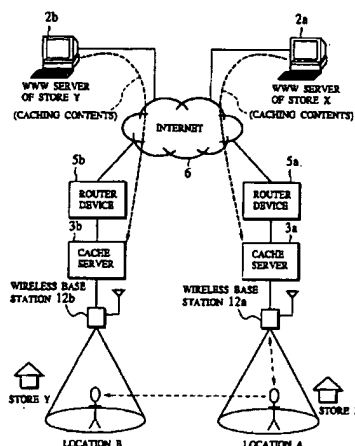 2b
2a
WWW SERVER
OF STORE Y
(CACHING CONTENTS)
WWW SERVER
OF STORE X
(CACHING CONTENTS)
INTERNET
6
5b
ROUTER
DEVICE
5a
ROUTER
DEVICE
3b
CACHE
SERVER
3a
CACHE
SERVER
WIRELESS BASE
STATION 12b
WIRELESS BASE
STATION 12a
STORE Y
STORE
LOCATION B
LOCATION A